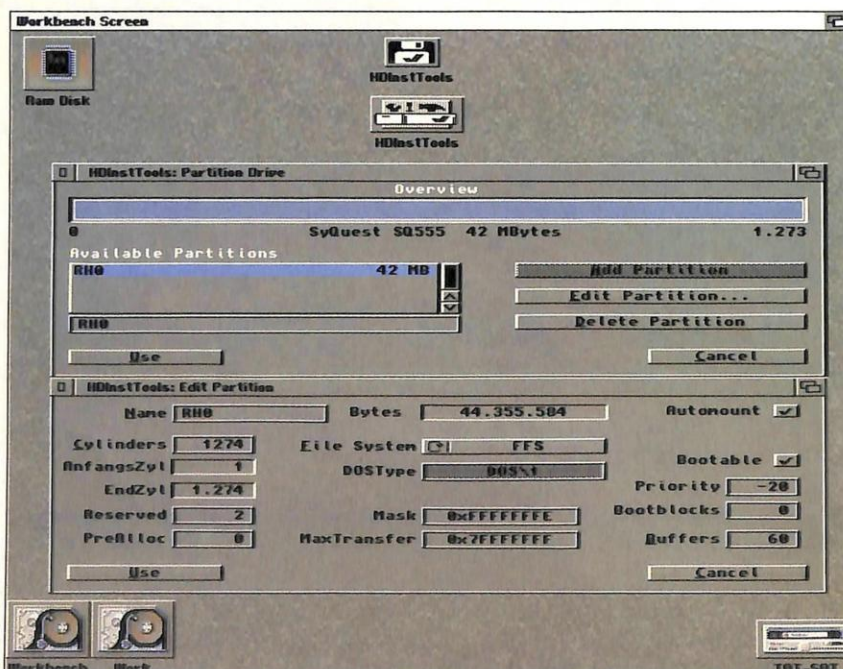 Workbench Screen
Ram Disk
HDInstTools
HDInstTools
HDInstTools: Partition Drive
Overview
0 SyQuest SQ555 42 MBytes 1.273
Available Partitions
RH0 42 MB
RH0
Add Partition
Edit Partition...
Delete Partition
Use Cancel
HDInstTools: Edit Partition
Name RH0 Bytes 44.355.584 Automount
Cylinders 1274 File System FFS
AnfangsZyl 1 DOSType DOS\1 Bootable
EndZyl 1.274 Priority -20
Reserved 2 Mask 0xFFFFFFFE Bootblocks 0
PreAlloc 0 MaxTransfer 0x7FFFFFFF Buffers 60
Use Cancel
Workbench Work